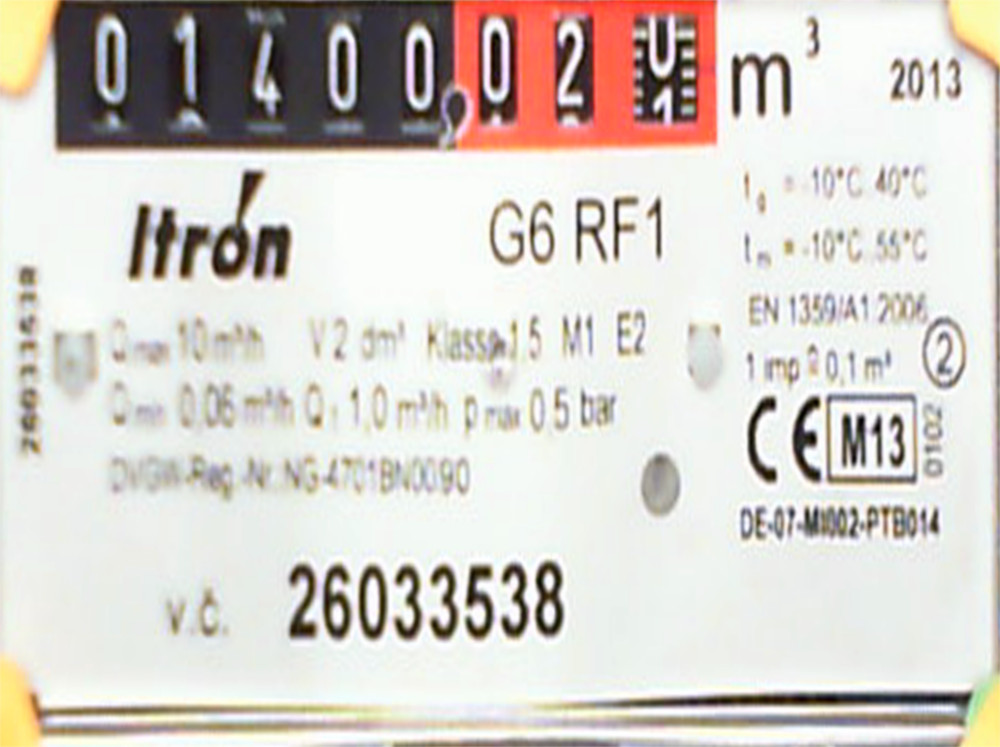 01400,02 m³ 2013
Itrón G6 RF1
tg = -10°C 40°C
tm = -10°C 55°C
26033538
Qmax 10 m³/h V 2 dm³ Klasse 1,5 M1 E2
EN 1359/A1:2006
1 imp ≙ 0,1 m³ 2
Qmin 0,06 m³/h Qt 1,0 m³/h pmax 0,5 bar
CE M13 0102
DVGW-Reg.-Nr. NG-4701BN0090
DE-07-MI002-PTB014
v.č. 26033538